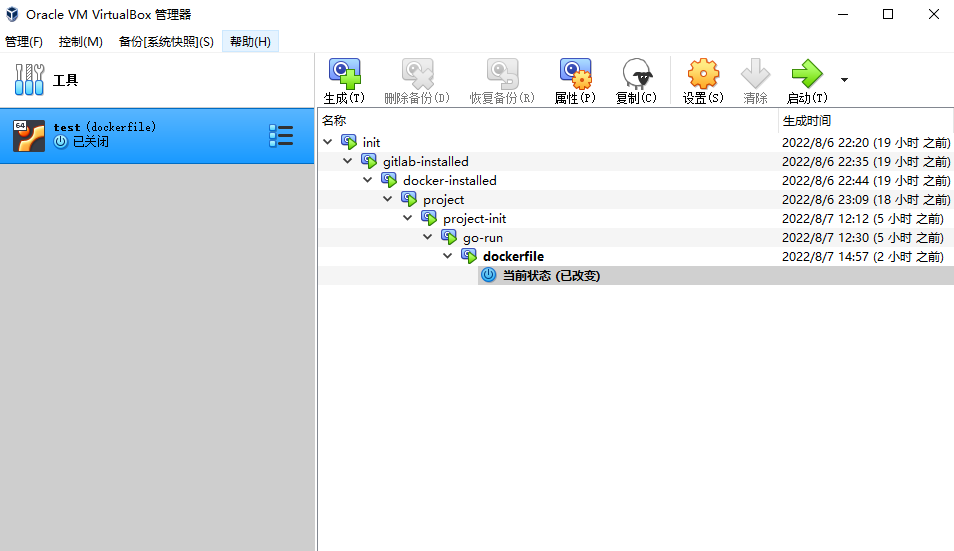 Oracle VM VirtualBox 管理器
管理(F) 控制(M) 备份[系统快照](S) 帮助(H)
工具
生成(T) 删除备份(D) 恢复备份(R) 属性(P) 复制(C) 设置(S) 清除 启动(T)
64 test (dockerfile)
已关闭
名称 生成时间
init 2022/8/6 22:20 (19 小时 之前)
gitlab-installed 2022/8/6 22:35 (19 小时 之前)
docker-installed 2022/8/6 22:44 (19 小时 之前)
project 2022/8/6 23:09 (18 小时 之前)
project-init 2022/8/7 12:12 (5 小时 之前)
go-run 2022/8/7 12:30 (5 小时 之前)
dockerfile 2022/8/7 14:57 (2 小时 之前)
当前状态 (已改变)